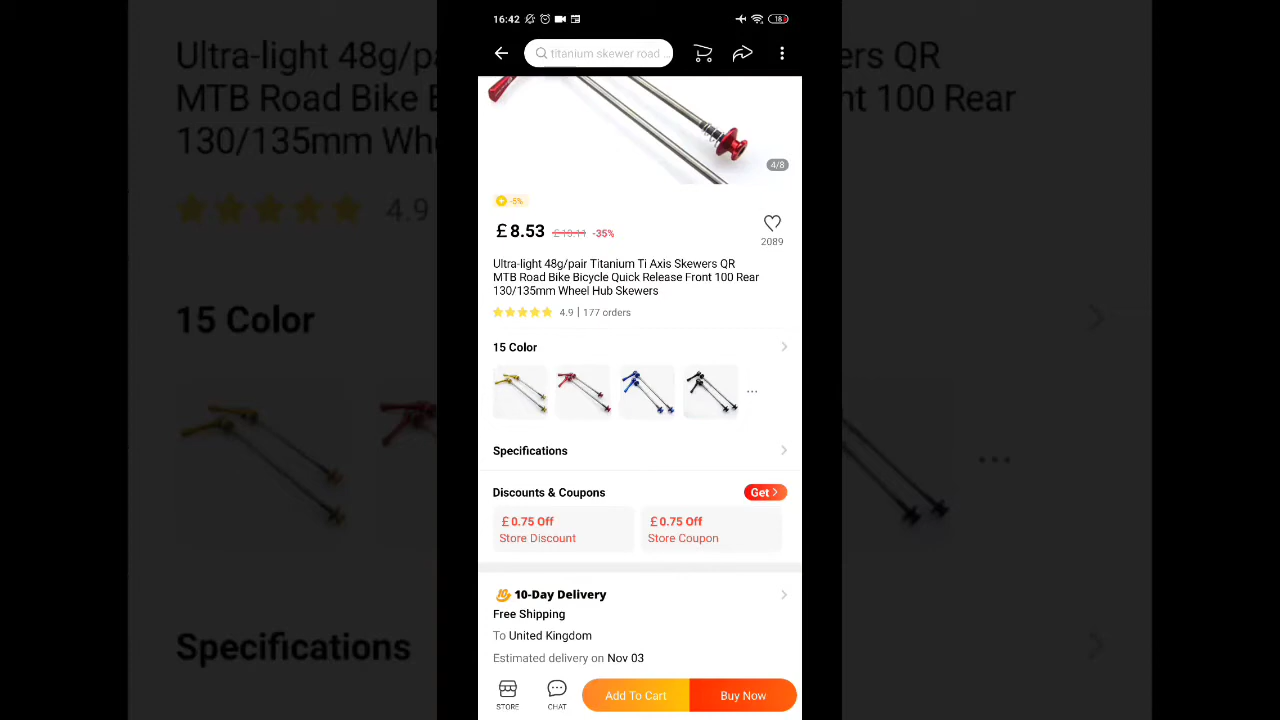 16:42
18
titanium skewer road ...
4/8
-5%
£8.53 -35%
2089
Ultra-light 48g/pair Titanium Ti Axis Skewers QR
MTB Road Bike Bicycle Quick Release Front 100 Rear
130/135mm Wheel Hub Skewers
4.9 | 177 orders
15 Color
...
Specifications
Discounts & Coupons
Get >
£0.75 Off
Store Discount
£0.75 Off
Store Coupon
10-Day Delivery
Free Shipping
To United Kingdom
Estimated delivery on Nov 03
STORE
CHAT
Add To Cart
Buy Now
Ultra-light 48g/pa
ers QR
MTB Road Bike B
nt 100 Rear
130/135mm Wh
4.9
15 Color
Specifications